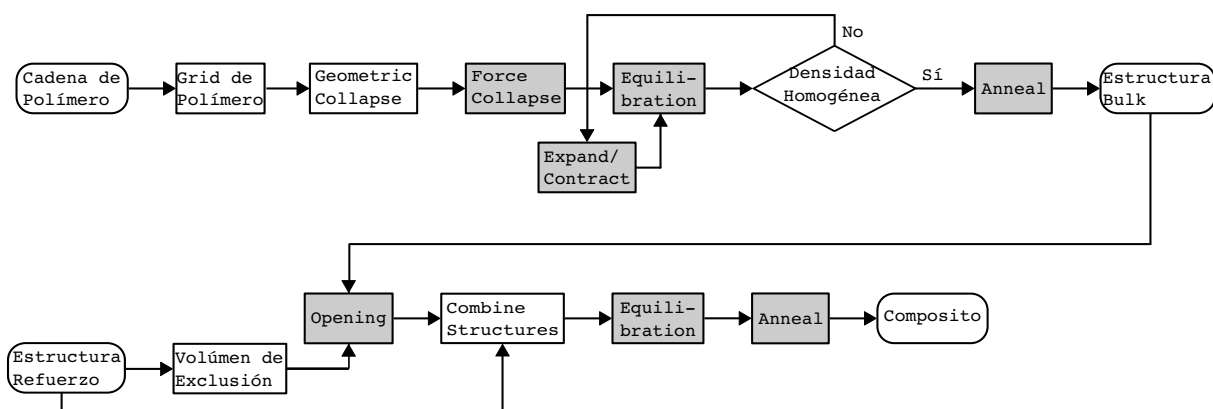 No
Cadena de
Polímero
Grid de
Polímero
Geometric
Collapse
Force
Collapse
Equili-
bration
Densidad
Homogénea
Sí
Anneal
Estructura
Bulk
Expand/
Contract
Opening
Combine
Structures
Equili-
bration
Anneal
Composito
Estructura
Refuerzo
Volúmen de
Exclusión